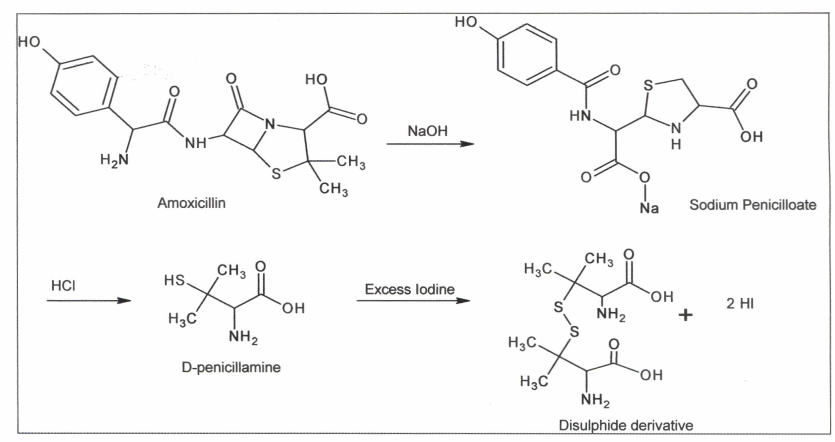 HO
O
O
HO
N
O
NH
H₂N
S
CH₃
CH₃
Amoxicillin
NaOH
HO
O
S
HN
N
H
O
OH
O
O
Na
Sodium Penicilloate
HCl
HS
CH₃
O
H₃C
OH
NH₂
D-penicillamine
Excess Iodine
H₃C
CH₃
O
OH
S
NH₂
S
H₃C
O
H₃C
OH
NH₂
+
2 HI
Disulphide derivative